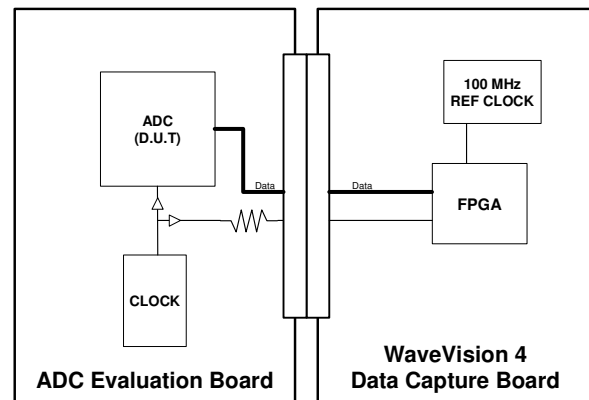 ADC
(D.U.T)
Data
CLOCK
ADC Evaluation Board
100 MHz
REF CLOCK
Data
FPGA
WaveVision 4
Data Capture Board